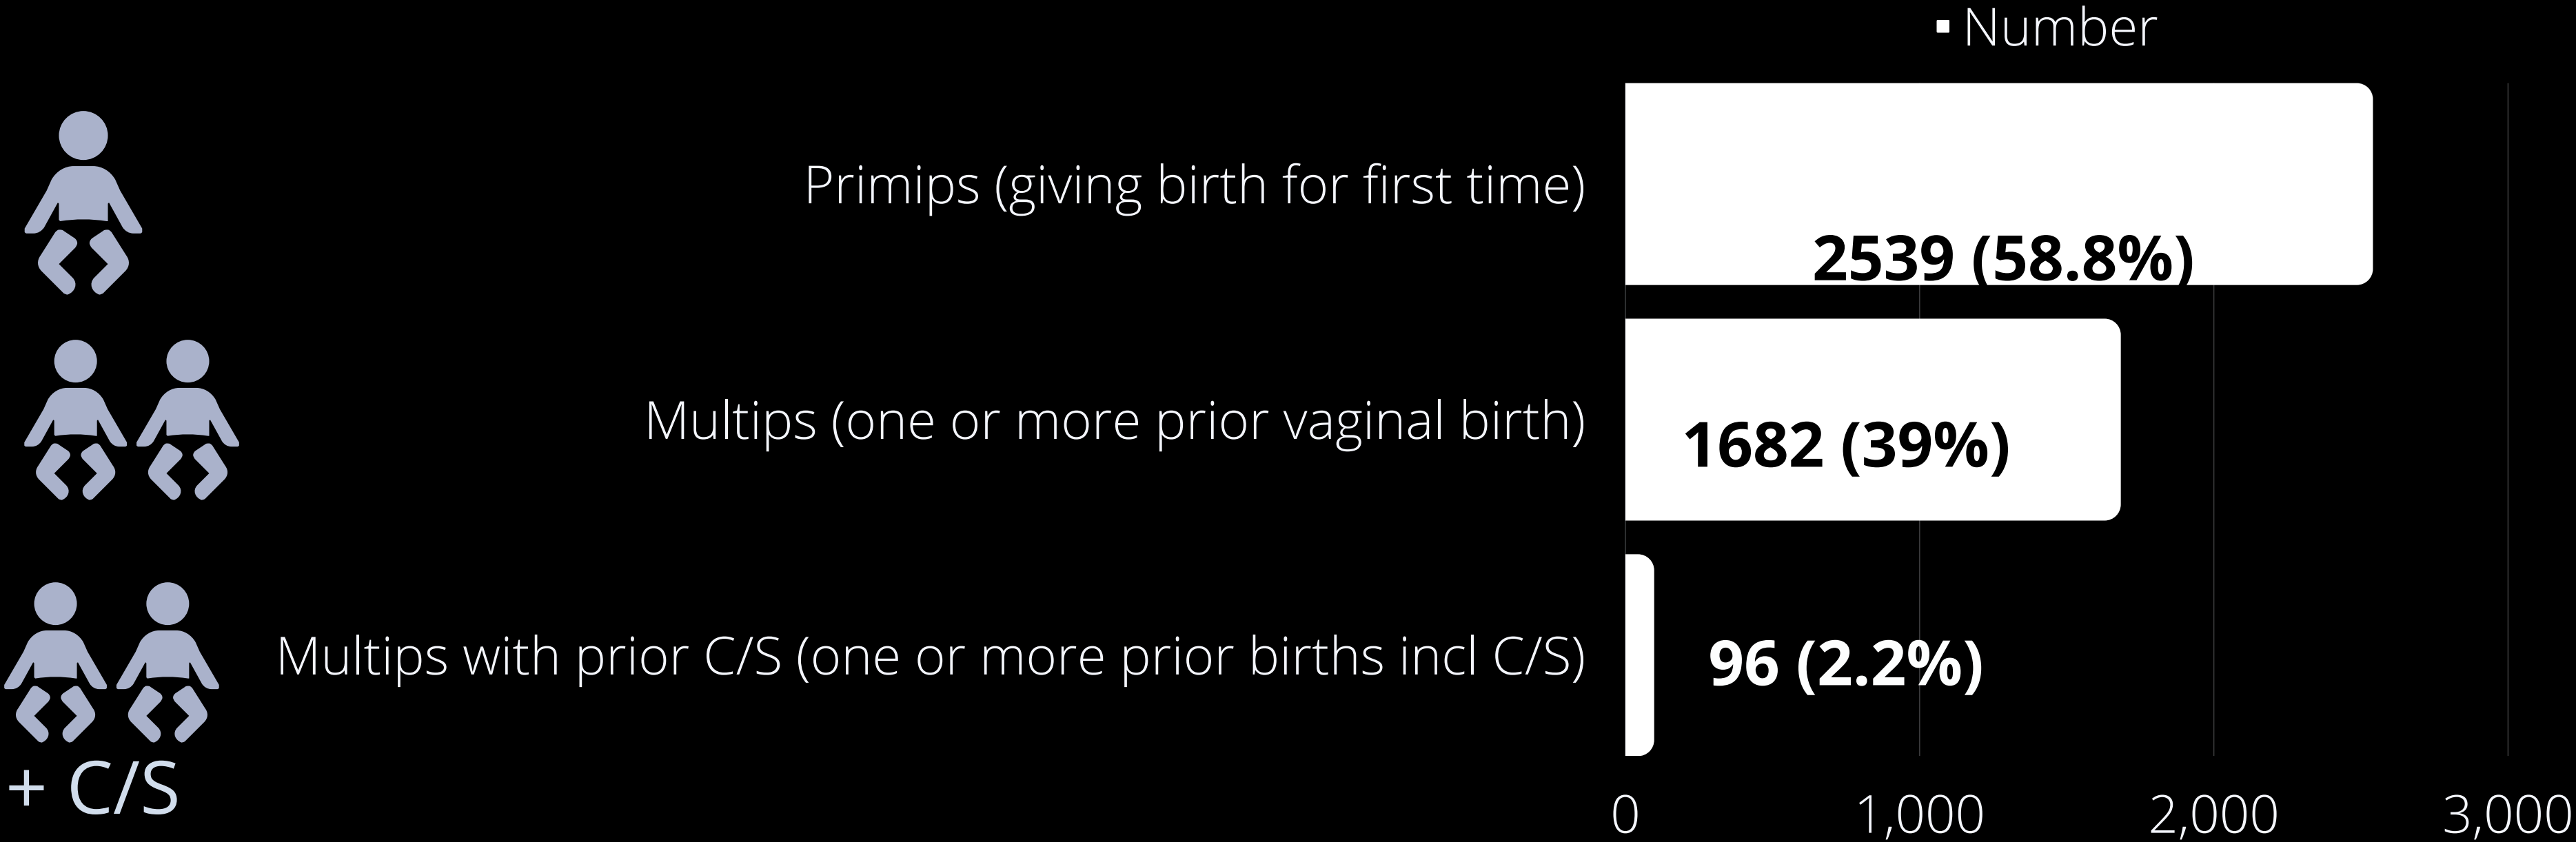 Number
Primips (giving birth for first time)
2539 (58.8%)
Multips (one or more prior vaginal birth)
1682 (39%)
Multips with prior C/S (one or more prior births incl C/S)
96 (2.2%)
+ C/S
0 1,000 2,000 3,000